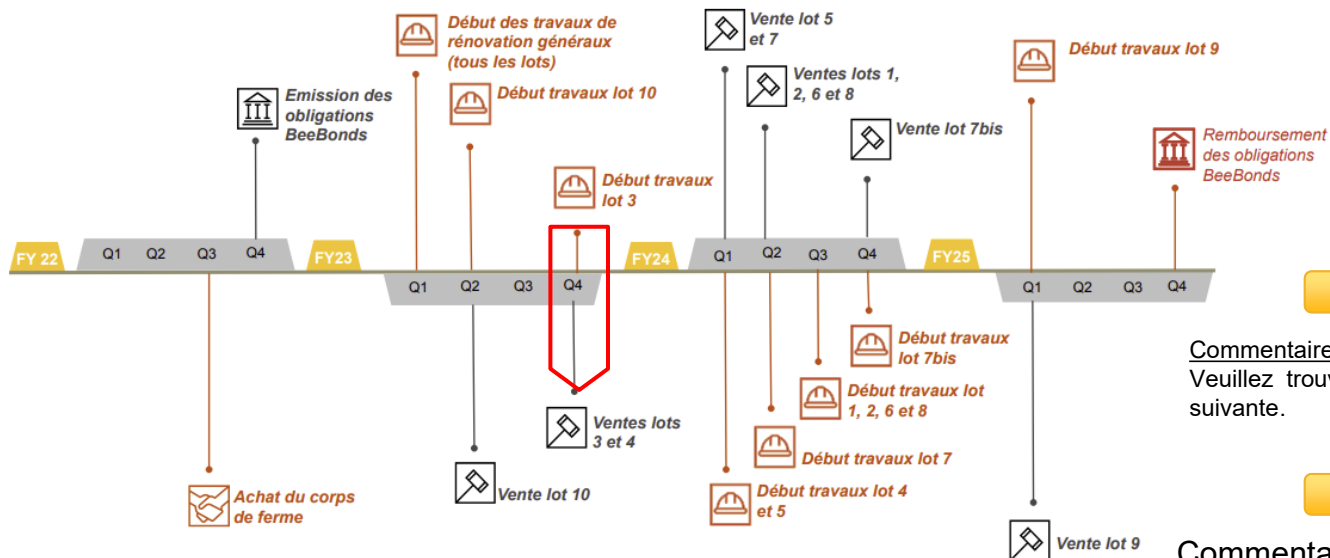 Début des travaux de
rénovation généraux
(tous les lots)
Vente lot 5
et 7
Début travaux lot 9
Emission des
obligations
BeeBonds
Début travaux lot 10
Ventes lots 1,
2, 6 et 8
Vente lot 7bis
Remboursement
des obligations
BeeBonds
Début travaux
lot 3
FY 22
Q1 Q2 Q3 Q4
FY23
FY24
Q1 Q2 Q3 Q4
FY25
Q1 Q2 Q3 Q4
Q1 Q2 Q3 Q4
Début travaux
lot 7bis
Commentaire
Veuillez trouv
suivante.
Début travaux lot
1, 2, 6 et 8
Ventes lots
3 et 4
Début travaux lot 7
Achat du corps
de ferme
Vente lot 10
Début travaux lot 4
et 5
Vente lot 9
Commenta